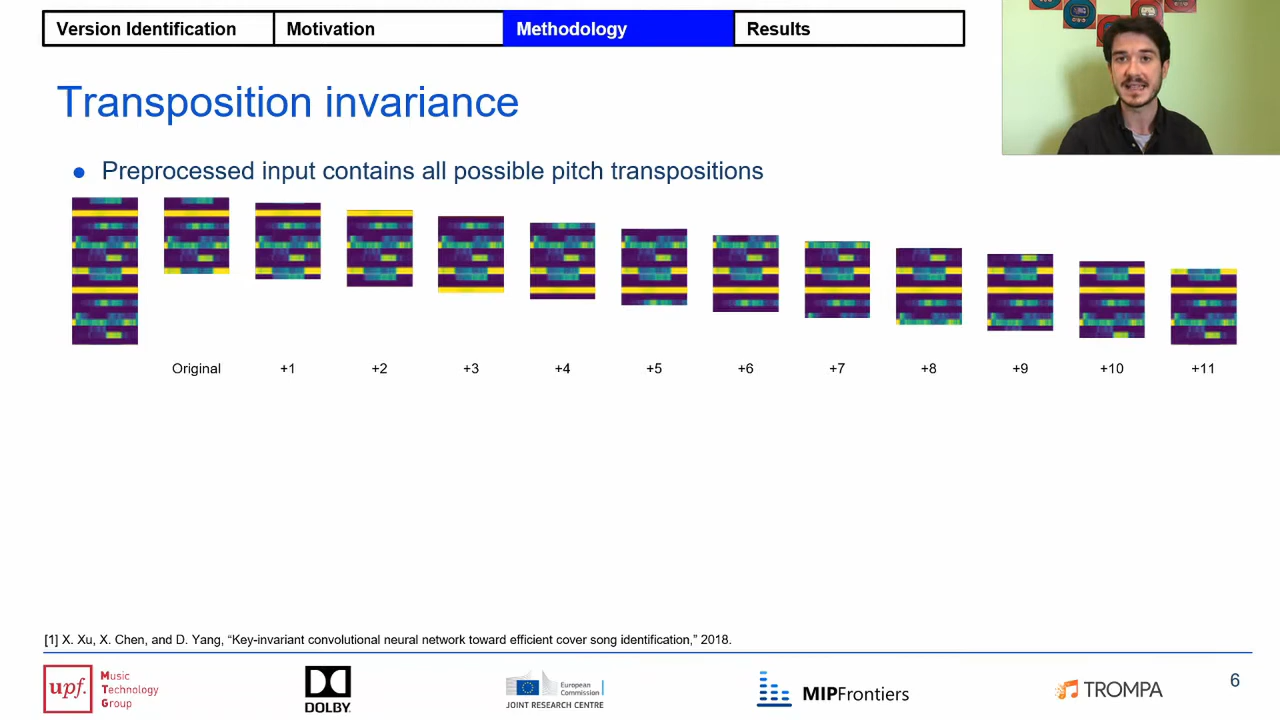 Version Identification
Motivation
Methodology
Results
Transposition invariance
● Preprocessed input contains all possible pitch transpositions
Original +1 +2 +3 +4 +5 +6 +7 +8 +9 +10 +11
[1] X. Xu, X. Chen, and D. Yang, “Key-invariant convolutional neural network toward efficient cover song identification,” 2018.
upf.
Music
Technology
Group
DOLBY
European
Commission
JOINT RESEARCH CENTRE
MIPFrontiers
TROMPA
6